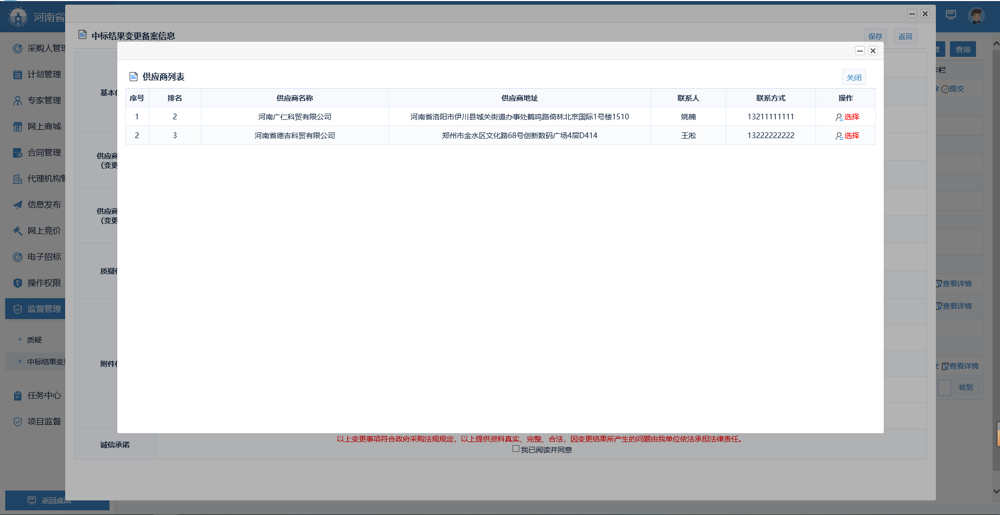 河南省
中标结果变更备案信息
保存
返回
采购人管理
计划管理
专家管理
网上商城
合同管理
代理机构管
信息发布
网上竞价
电子招标
操作权限
监督管理
质疑
中标结果变
任务中心
项目监督
返回桌面
基本
供应商
(变更
供应商
(变更
质疑
附件
诚信承诺
供应商列表
关闭
序号 排名 供应商名称 供应商地址 联系人 联系方式 操作
1 2 河南广仁科贸有限公司 河南省洛阳市伊川县城关街道办事处鹤鸣路倚林北京国际1号楼1510 姚楠 13211111111 选择
2 3 河南省德吉科贸有限公司 郑州市金水区文化路68号创新数码广场4层D414 王淞 13222222222 选择
以上变更事项符合政府采购法规规定，以上提供资料真实、完整、合法，因变更结果所产生的问题由我单位依法承担法律责任。
我已阅读并同意
查询
栏
提交
查看详情
查看详情
查看详情
转到